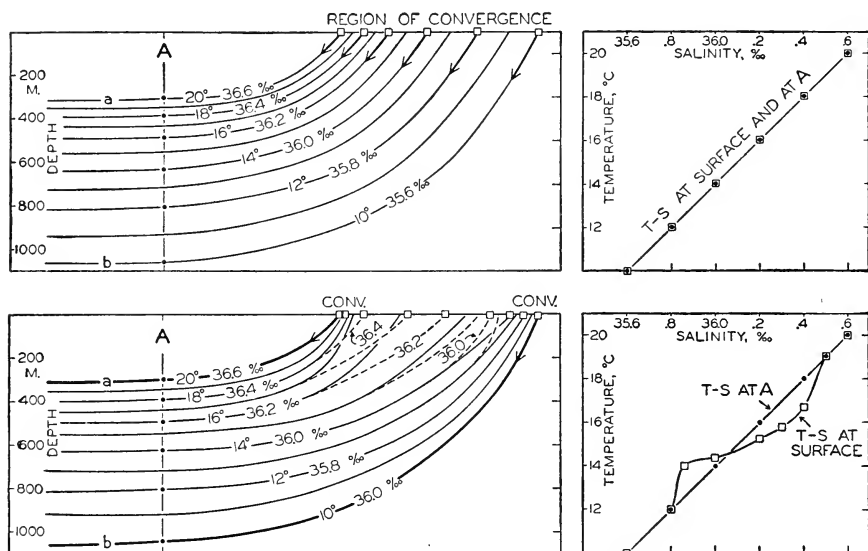 REGION OF CONVERGENCE
A
200
M.
400
DEPTH
600
800
1000
a
20° 36.6 ‰
18° 36.4 ‰
16° 36.2 ‰
14° 36.0 ‰
12° 35.8 ‰
10° 35.6 ‰
b
35.6 .8 36.0 .2 .4 .6
SALINITY, ‰
20
18
16
14
12
TEMPERATURE, °C
T-S AT SURFACE AND AT A
CONV. CONV.
A
200
M.
400
DEPTH
600
800
1000
a
20° 36.6 ‰
18° 36.4 ‰
16° 36.2 ‰
14° 36.0 ‰
12° 35.8 ‰
10° 36.0 ‰
b
36.4
36.2
36.0
35.6 .8 36.0 .2 .4 .6
SALINITY, ‰
20
18
16
14
12
TEMPERATURE, °C
T-S AT A
T-S AT
SURFACE